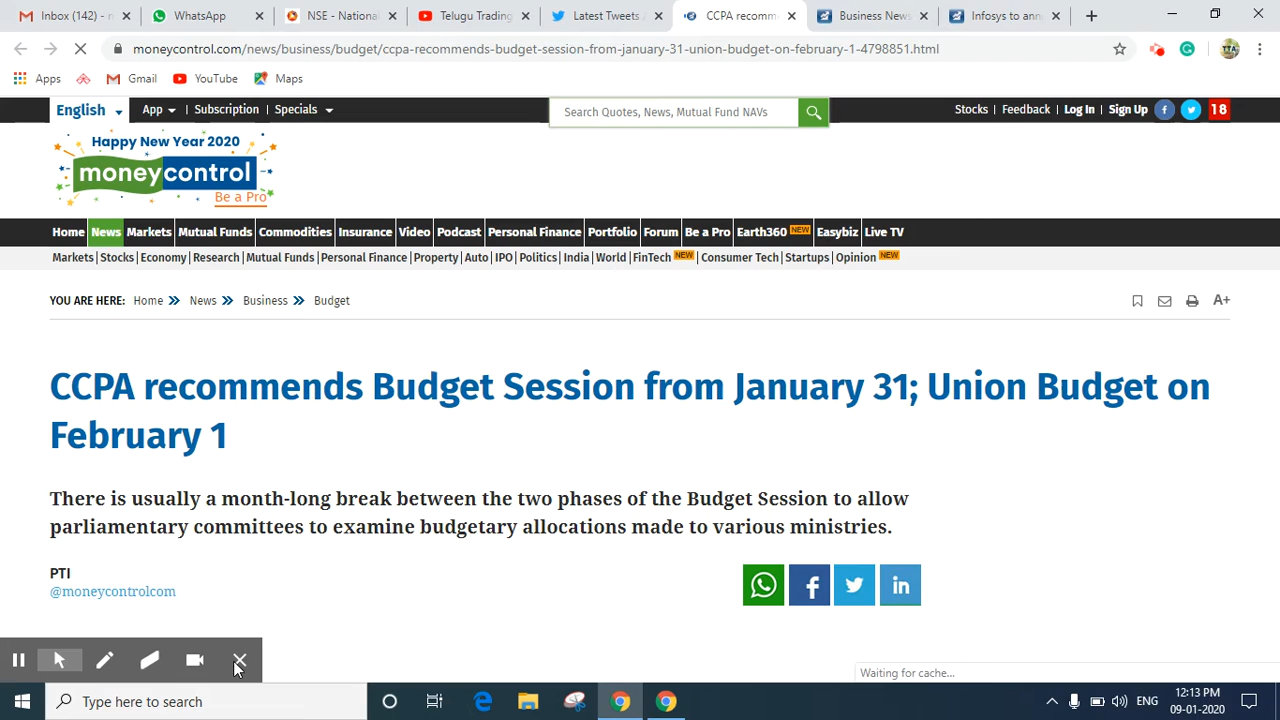 Inbox (142) - r
WhatsApp
NSE - Nationa
Telugu Trading
Latest Tweets /
CCPA recomm
Business News
Infosys to ann
moneycontrol.com/news/business/budget/ccpa-recommends-budget-session-from-january-31-union-budget-on-february-1-4798851.html
Apps Gmail YouTube Maps
English App Subscription Specials Search Quotes, News, Mutual Fund NAVs Stocks Feedback Log In Sign Up 18
Happy New Year 2020
moneycontrol
Be a Pro
Home News Markets Mutual Funds Commodities Insurance Video Podcast Personal Finance Portfolio Forum Be a Pro Earth360 NEW Easybiz Live TV
Markets | Stocks | Economy | Research | Mutual Funds | Personal Finance | Property | Auto | IPO | Politics | India | World | FinTech NEW | Consumer Tech | Startups | Opinion NEW
YOU ARE HERE: Home News Business Budget A+
CCPA recommends Budget Session from January 31; Union Budget on
February 1
There is usually a month-long break between the two phases of the Budget Session to allow
parliamentary committees to examine budgetary allocations made to various ministries.
PTI
@moneycontrolcom
Waiting for cache...
Type here to search
ENG
12:13 PM
09-01-2020